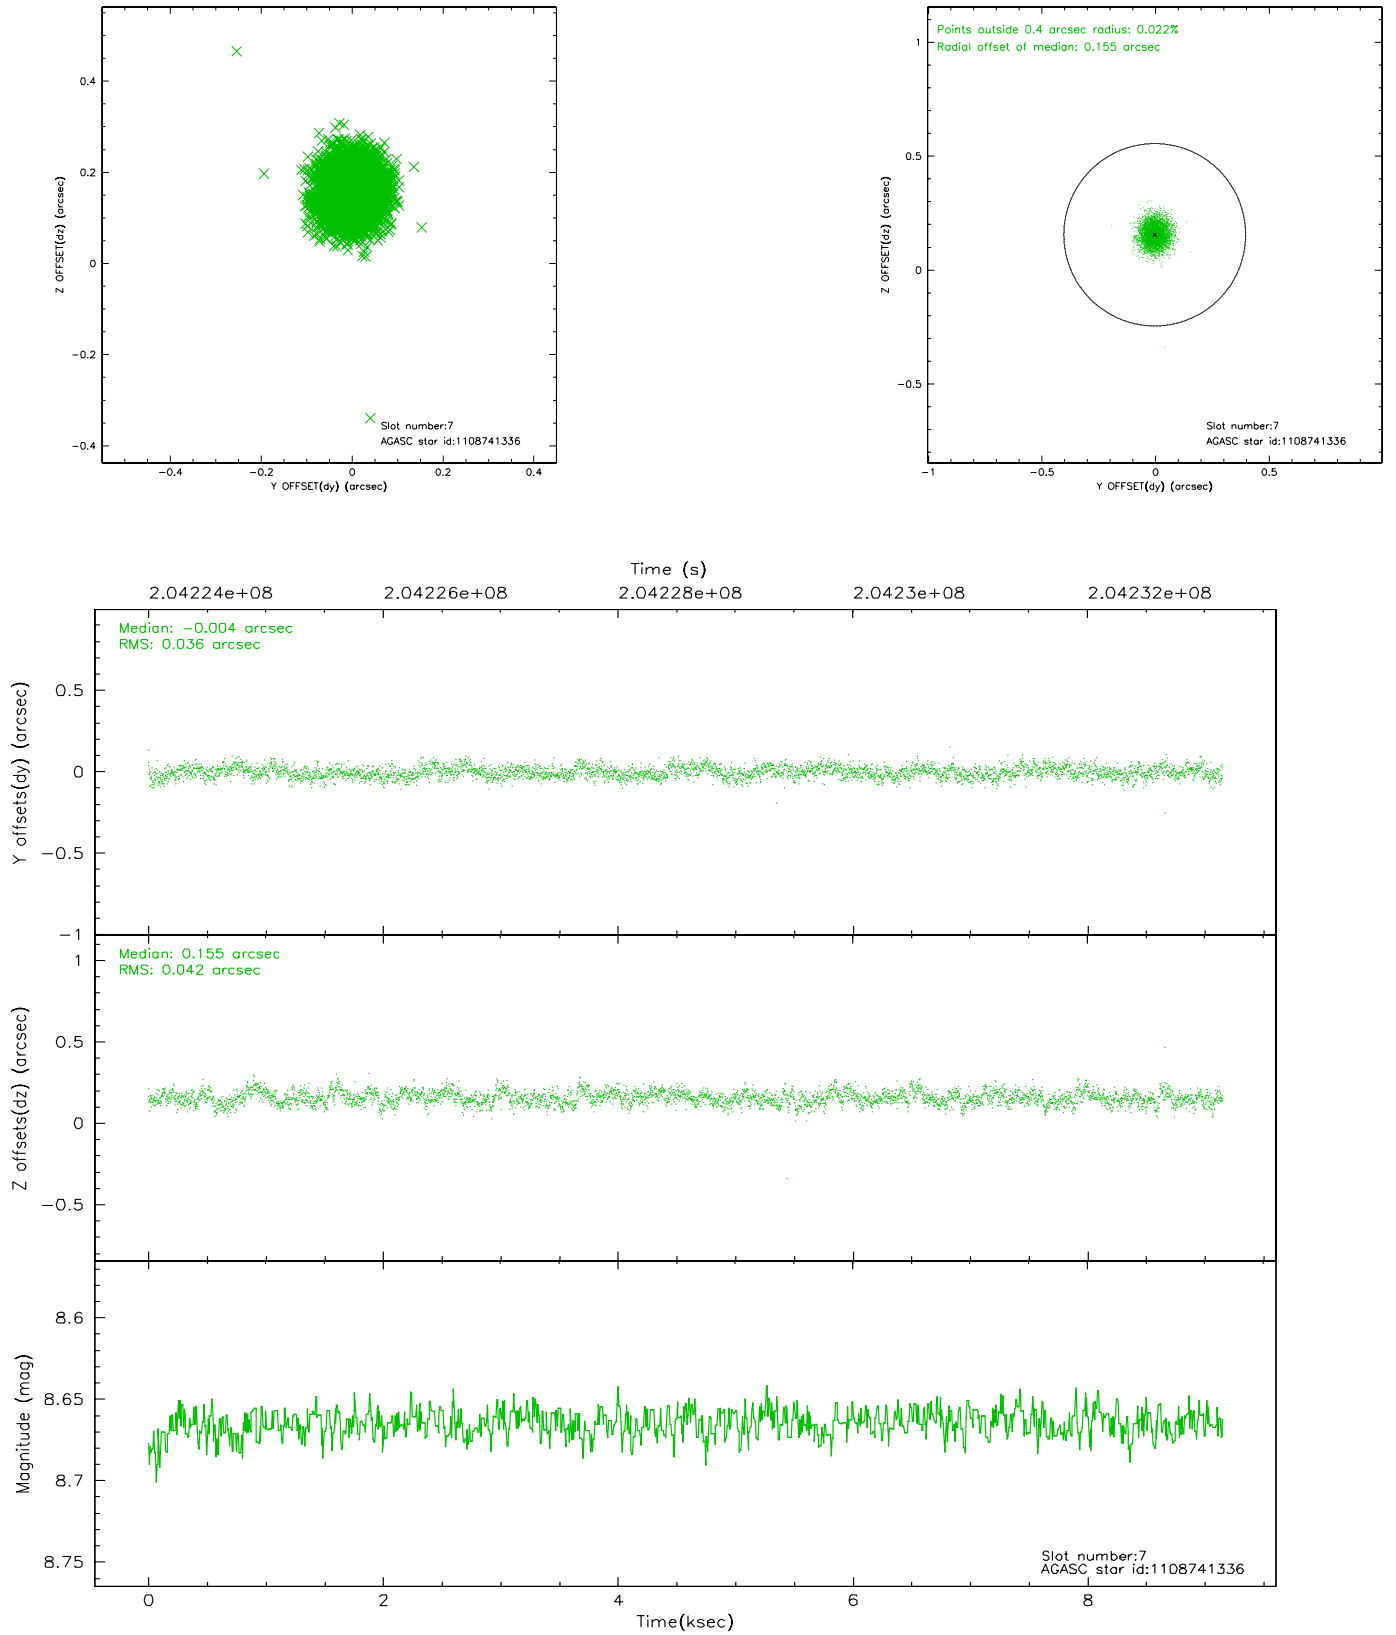 0.4
0.2
0
−0.2
−0.4
Z OFFSET(dz) (arcsec)
Slot number:7
AGASC star id:1108741336
−0.4 −0.2 0 0.2 0.4
Y OFFSET(dy) (arcsec)
Points outside 0.4 arcsec radius: 0.022%
Radial offset of median: 0.155 arcsec
1
0.5
0
−0.5
Z OFFSET(dz) (arcsec)
Slot number:7
AGASC star id:1108741336
−1 −0.5 0 0.5
Y OFFSET(dy) (arcsec)
Time (s)
2.04224e+08 2.04226e+08 2.04228e+08 2.0423e+08 2.04232e+08
Median: −0.004 arcsec
RMS: 0.036 arcsec
0.5
0
−0.5
−1
Y offsets(dy) (arcsec)
Median: 0.155 arcsec
RMS: 0.042 arcsec
1
0.5
0
−0.5
Z offsets(dz) (arcsec)
8.6
8.65
8.7
8.75
Magnitude (mag)
Slot number:7
AGASC star id:1108741336
0 2 4 6 8
Time(ksec)